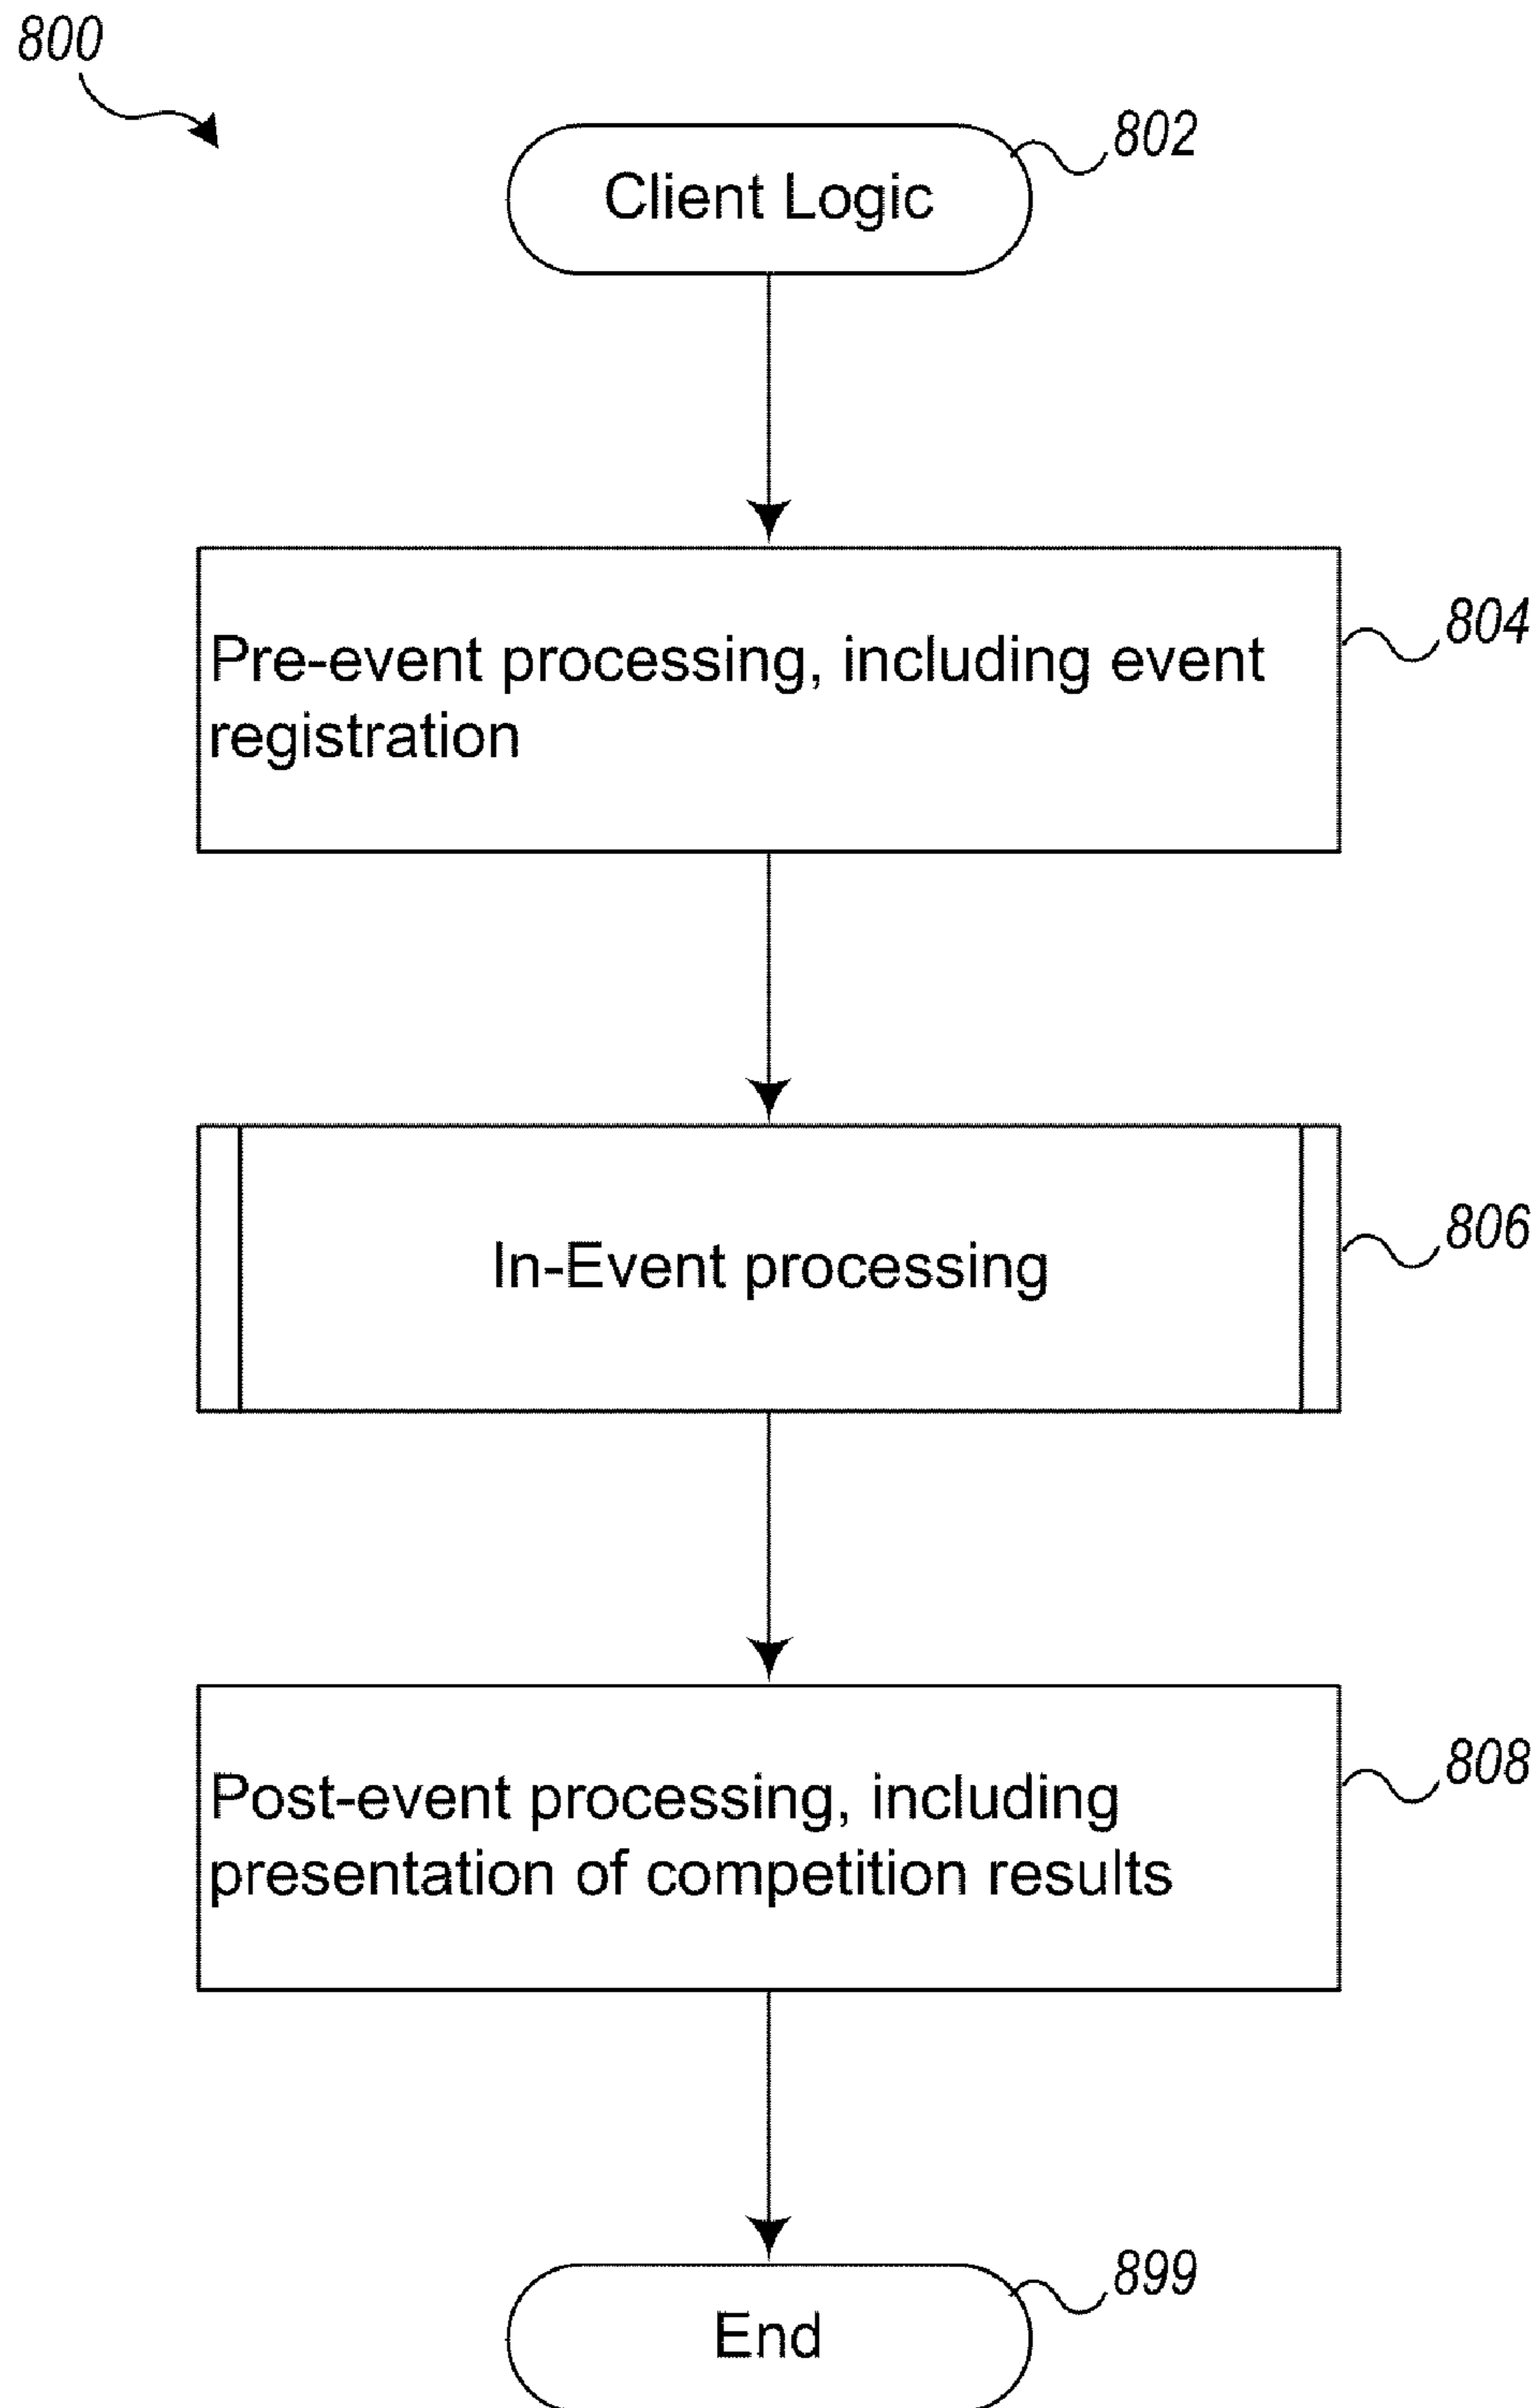 800
802
Client Logic
804
Pre-event processing, including event
registration
806
In-Event processing
808
Post-event processing, including
presentation of competition results
899
End